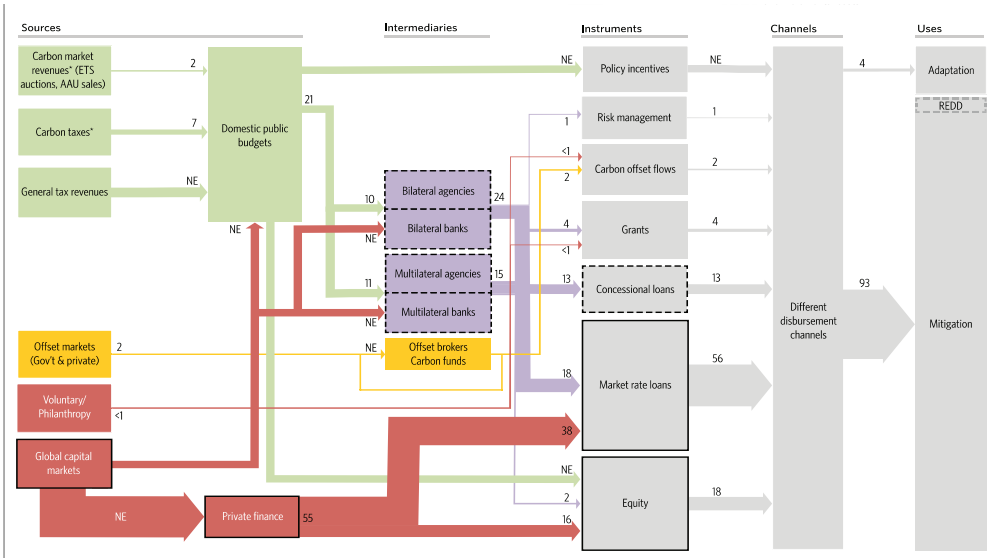 Sources
Intermediaries
Instruments
Channels
Uses
Carbon market
revenues* (ETS
auctions, AAU sales)
2
Carbon taxes*
7
General tax revenues
NE
Domestic public
budgets
21
NE
Offset markets
(Gov't & private)
2
Voluntary/
Philanthropy
<1
Global capital
markets
NE
Private finance
55
10
Bilateral agencies
24
Bilateral banks
NE
11
Multilateral agencies
15
Multilateral banks
NE
NE
Offset brokers
Carbon funds
NE
Policy incentives
NE
1
Risk management
1
<1
Carbon offset flows
2
2
4
Grants
4
<1
13
Concessional loans
13
18
Market rate loans
56
38
NE
2
Equity
18
16
Different
disbursement
channels
4
93
Adaptation
REDD
Mitigation